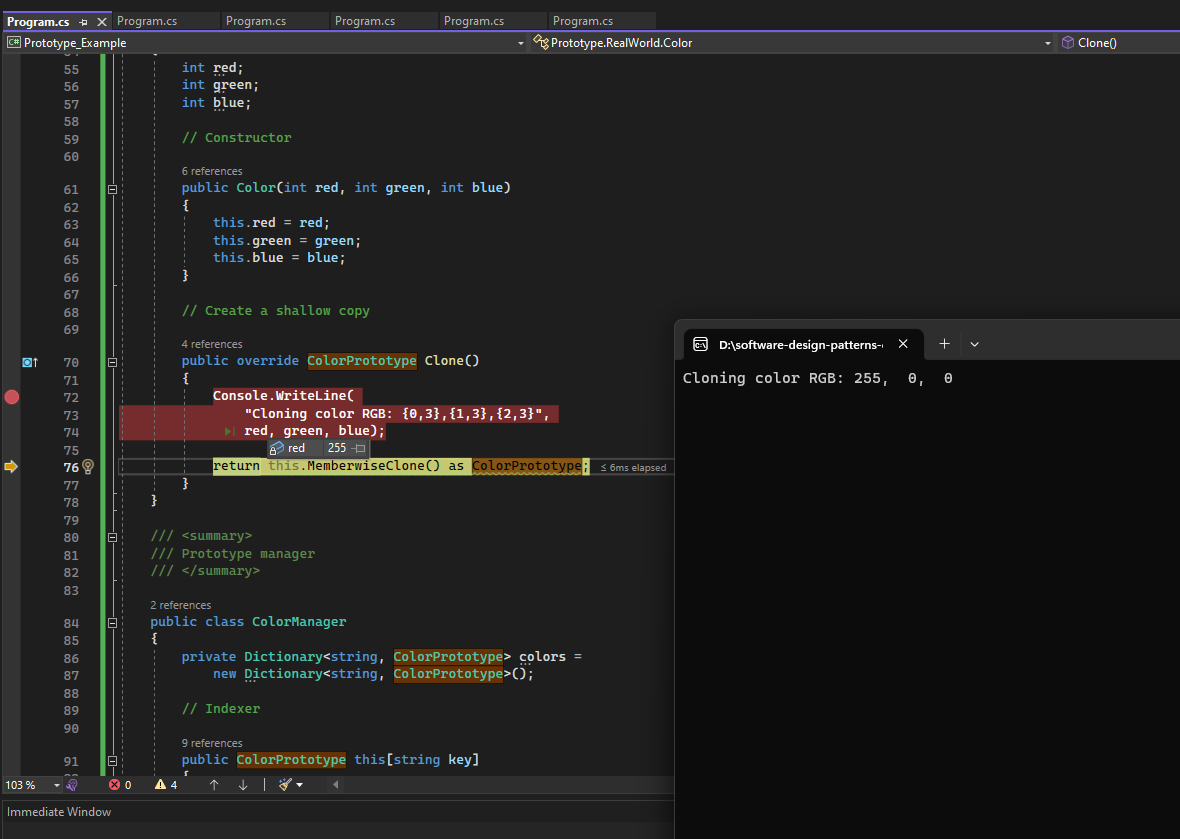 Program.cs
Program.cs
Program.cs
Program.cs
Program.cs
Program.cs
Prototype_Example
Prototype.RealWorld.Color
Clone()
55 int red;
56 int green;
57 int blue;
58
59 // Constructor
60
6 references
61 public Color(int red, int green, int blue)
62 {
63 this.red = red;
64 this.green = green;
65 this.blue = blue;
66 }
67
68 // Create a shallow copy
69
4 references
70 public override ColorPrototype Clone()
71 {
72 Console.WriteLine(
73 "Cloning color RGB: {0,3},{1,3},{2,3}",
74 red, green, blue);
75
red 255
76 return this.MemberwiseClone() as ColorPrototype; ≤ 6ms elapsed
77 }
78 }
79
80 /// <summary>
81 /// Prototype manager
82 /// </summary>
83
2 references
84 public class ColorManager
85 {
86 private Dictionary<string, ColorPrototype> colors =
87 new Dictionary<string, ColorPrototype>();
88
89 // Indexer
90
9 references
91 public ColorPrototype this[string key]
{
103 %
0
4
Immediate Window
D:\software-design-patterns-
Cloning color RGB: 255,  0,  0